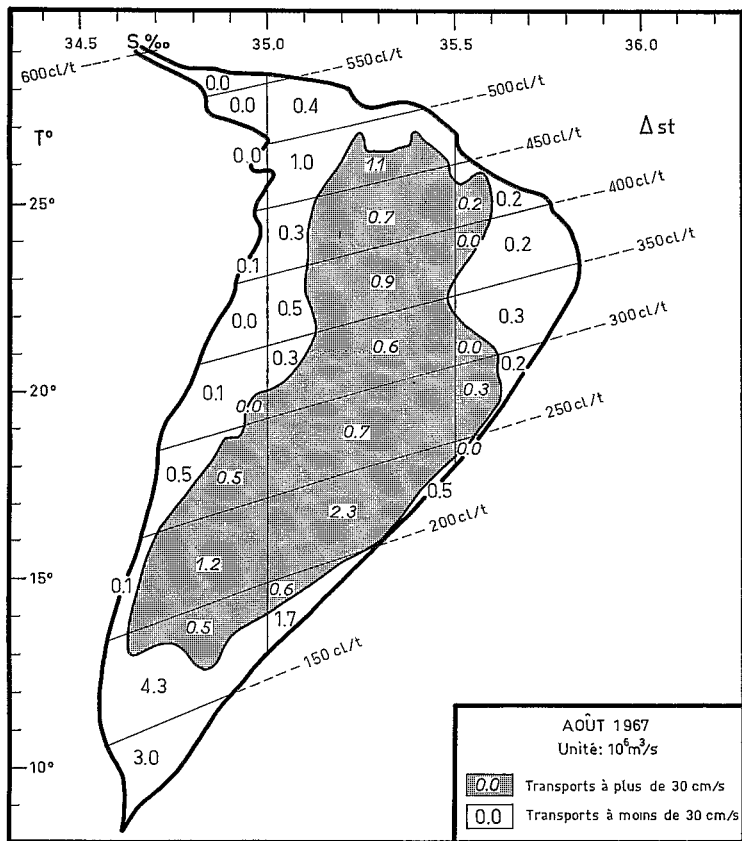 34.5 35.0 35.5 36.0
S.‰
600cl/t
550cl/t
500cl/t
Δst
T°
450cl/t
400cl/t
350cl/t
300cl/t
250cl/t
200cl/t
150cl/t
25°
20°
15°
10°
0.0
0.0 0.4
0.0 1.0 1.1
0.3 0.7 0.2 0.2
0.1 0.0 0.2
0.0 0.5 0.9 0.3
0.3 0.6 0.0 0.2
0.1 0.0 0.3
0.7 0.0
0.5 0.5 0.5
2.3
0.1 1.2 0.6
0.5 1.7
4.3
3.0
AOÛT 1967
Unité: 10⁶m³/s
0.0 Transports à plus de 30 cm/s
0.0 Transports à moins de 30 cm/s